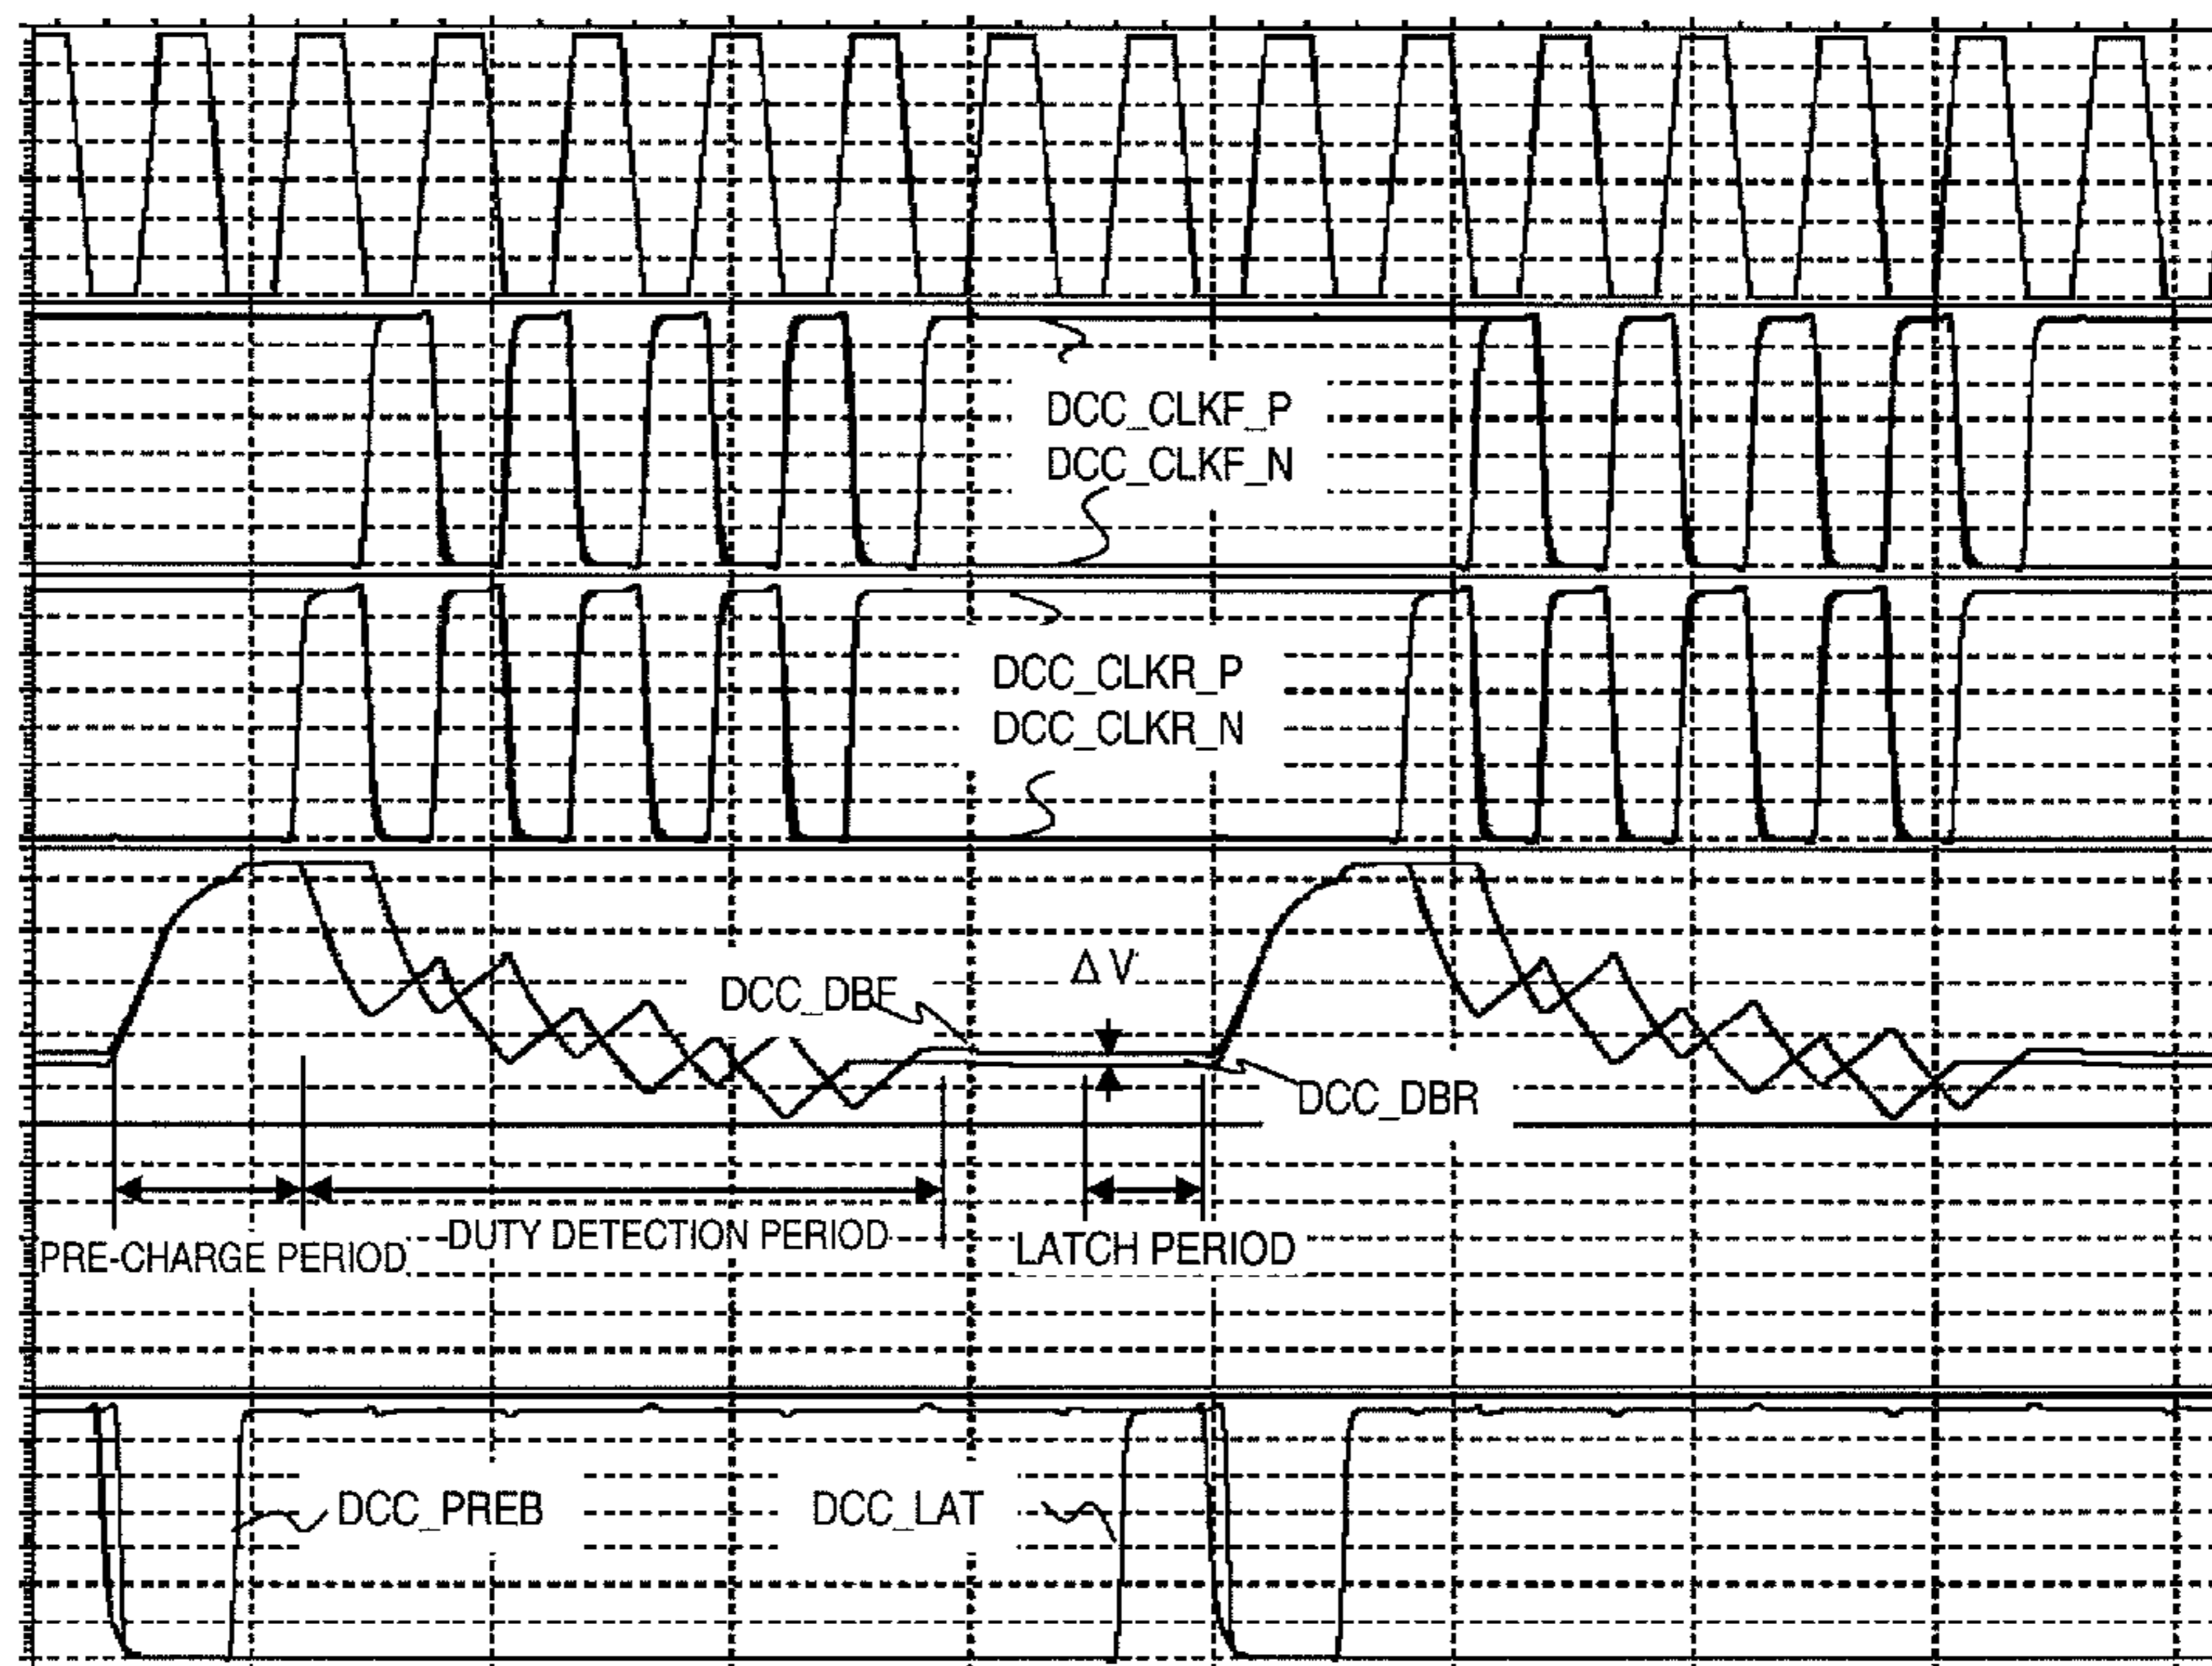 DCC_CLKF_P
DCC_CLKF_N
DCC_CLKR_P
DCC_CLKR_N
DCC_DBF
ΔV
DCC_DBR
PRE-CHARGE PERIOD
DUTY DETECTION PERIOD
LATCH PERIOD
DCC_PREB
DCC_LAT